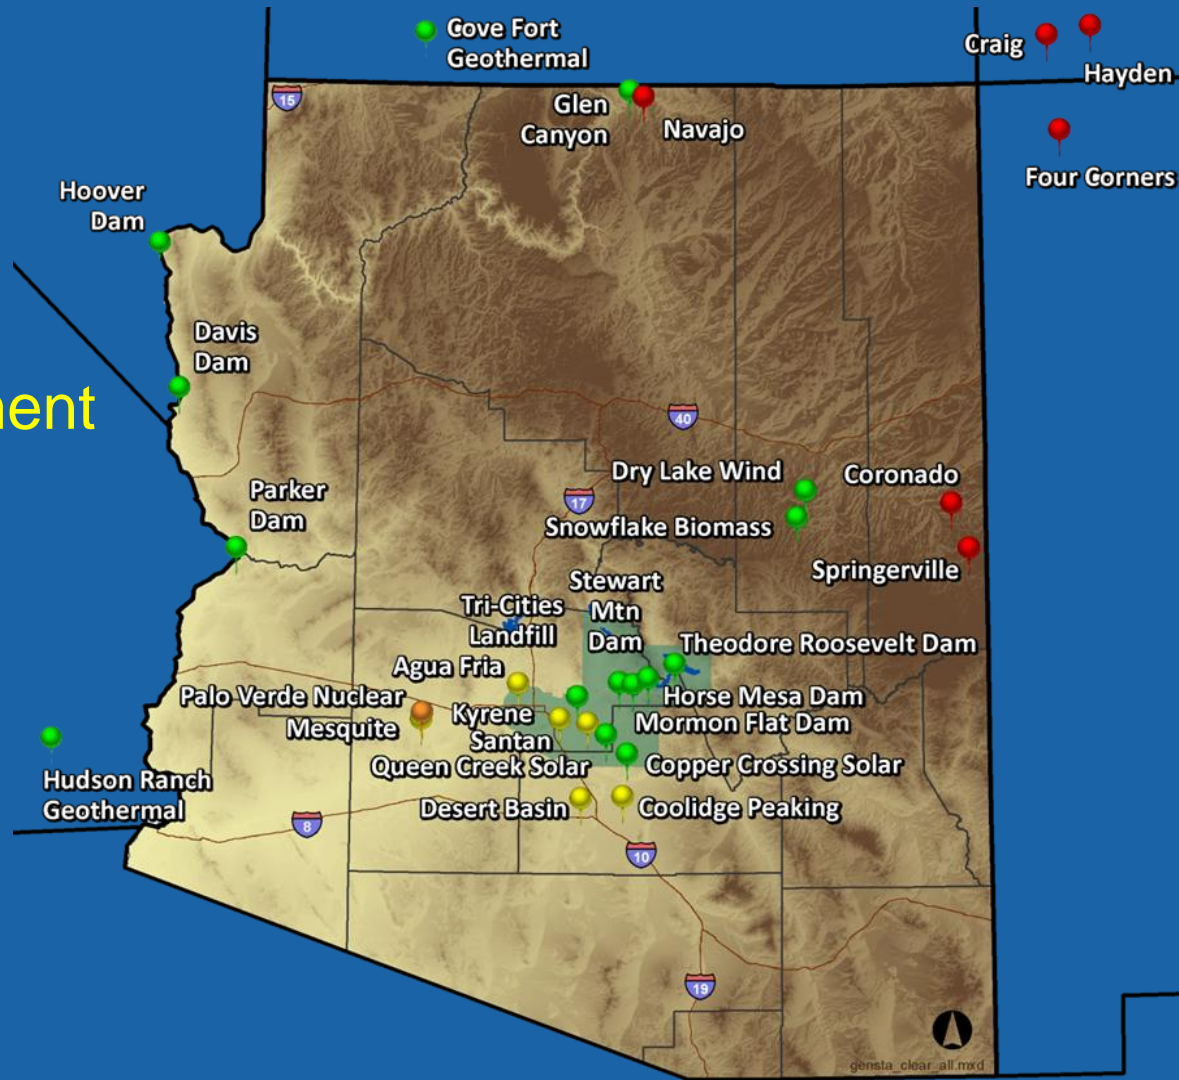 Cove Fort
Geothermal
Craig
Hayden
15
Glen
Canyon
Navajo
Four Corners
Hoover
Dam
Davis
Dam
ment
40
Dry Lake Wind
Coronado
Parker
Dam
17
Snowflake Biomass
Springerville
Stewart
Mtn
Dam
Tri-Cities
Landfill
Theodore Roosevelt Dam
Agua Fria
Palo Verde Nuclear
Horse Mesa Dam
Mesquite
Kyrene
Mormon Flat Dam
Santan
Queen Creek Solar
Copper Crossing Solar
Hudson Ranch
Geothermal
Desert Basin
Coolidge Peaking
8
10
19
gensta_clear_all.mxd